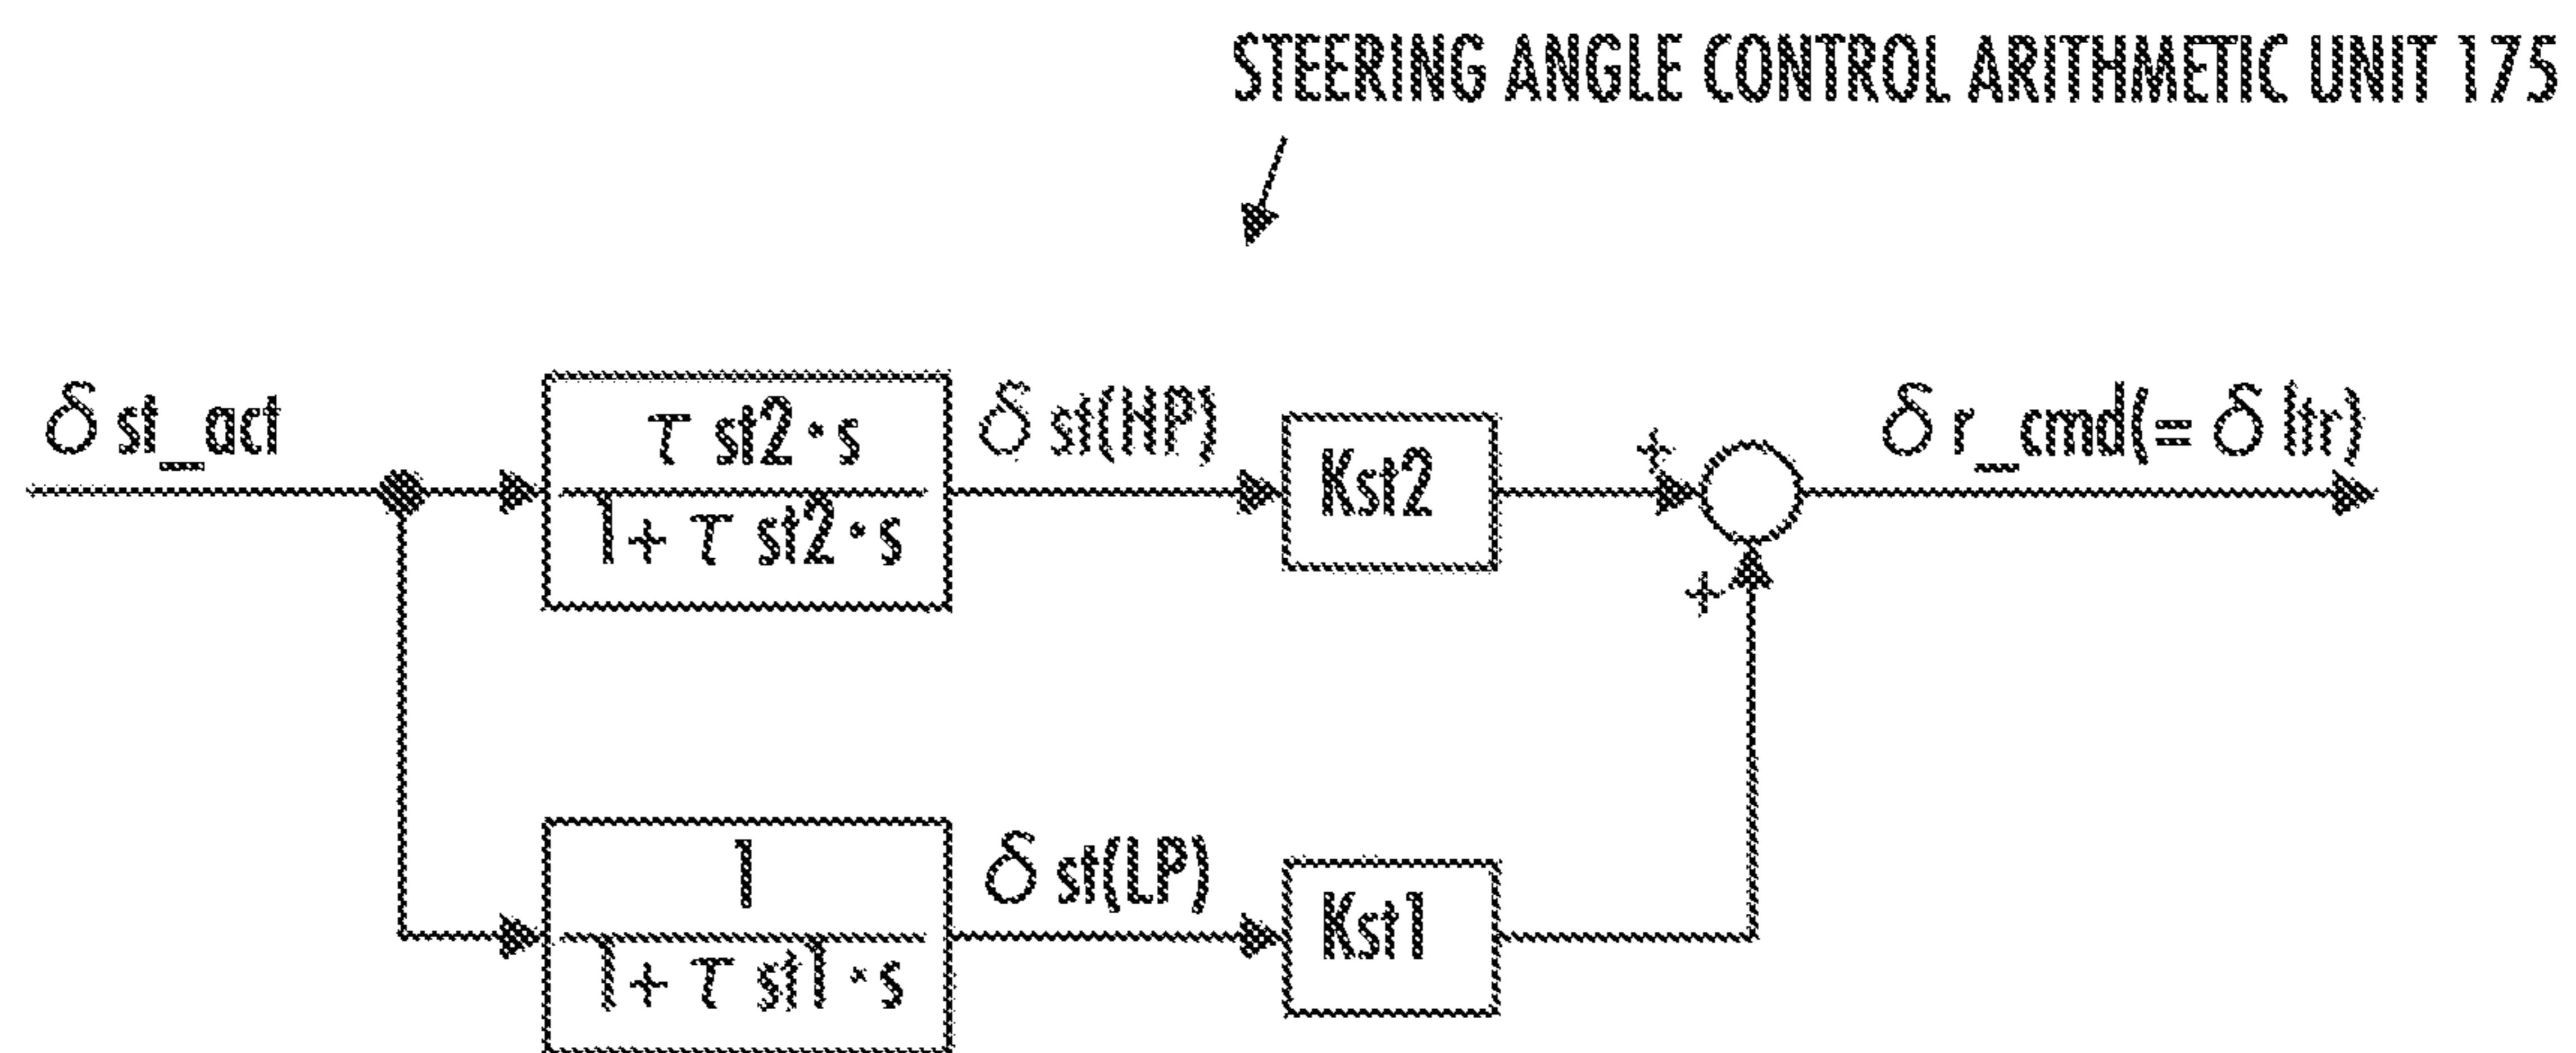 STEERING ANGLE CONTROL ARITHMETIC UNIT 175
δ st_act
τ st2・s
1+ τ st2・s
δ st(HP)
Kst2
+
δ r_cmd(= δ ltr)
+
1
1+ τ st1・s
δ st(LP)
Kst1